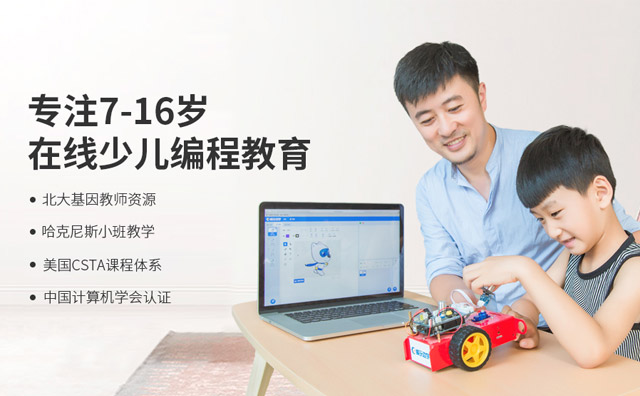 专注7-16岁
在线少儿编程教育
北大基因教师资源
哈克尼斯小班教学
美国CSTA课程体系
中国计算机学会认证